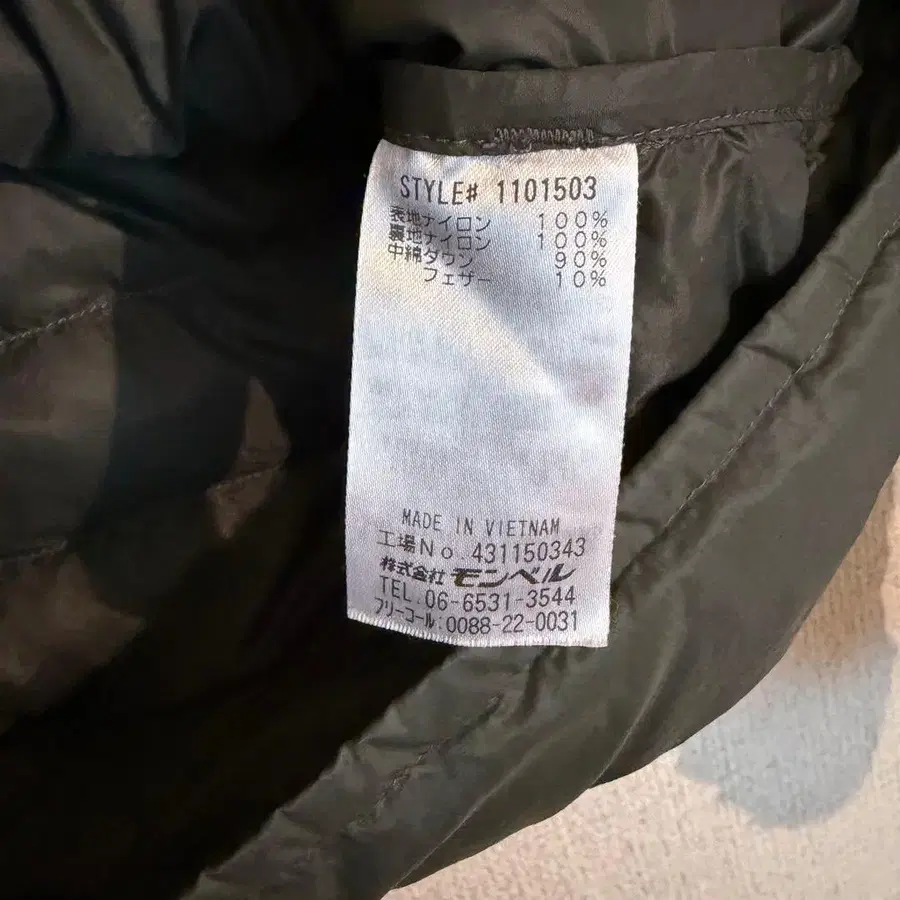 STYLE# 1101503
表地ナイロン 100%
裏地ナイロン 100%
中綿ダウン 90%
フェザー 10%
MADE IN VIETNAM
工場No.431150343
株式会社 モンベル
TEL.06-6531-3544
フリーコール:0088-22-0031